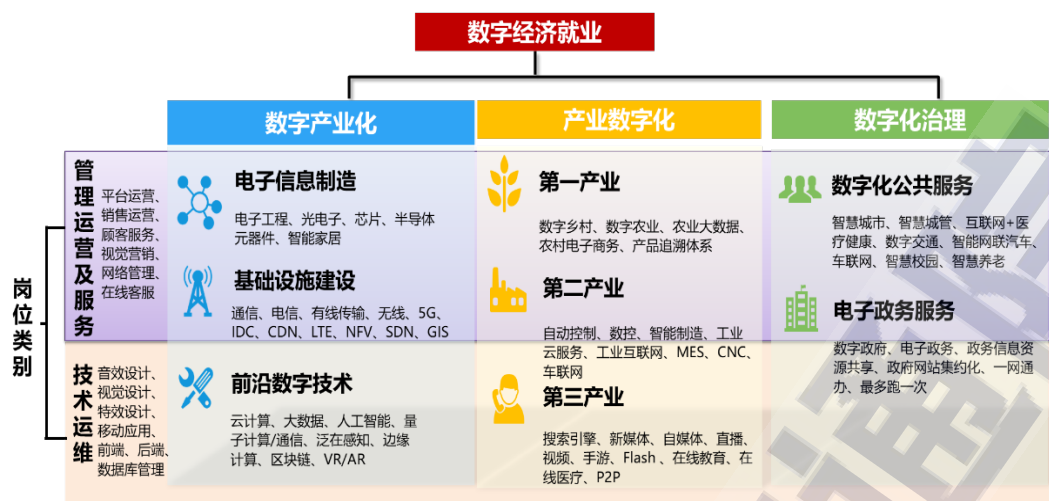 数字经济就业
数字产业化
产业数字化
数字化治理
岗位类别
管理运营及服务
平台运营、
销售运营、
顾客服务、
视觉营销、
网络管理、
在线客服
技术运维
音效设计、
视觉设计、
特效设计、
移动应用、
前端、后端、
数据库管理
电子信息制造
电子工程、光电子、芯片、半导体
元器件、智能家居
基础设施建设
通信、电信、有线传输、无线、5G、
IDC、CDN、LTE、NFV、SDN、GIS
前沿数字技术
云计算、大数据、人工智能、量
子计算/通信、泛在感知、边缘
计算、区块链、VR/AR
第一产业
数字乡村、数字农业、农业大数据、
农村电子商务、产品追溯体系
第二产业
自动控制、数控、智能制造、工业
云服务、工业互联网、MES、CNC、
车联网
第三产业
搜索引擎、新媒体、自媒体、直播、
视频、手游、Flash 、在线教育、在
线医疗、P2P
数字化公共服务
智慧城市、智慧城管、互联网+医
疗健康、数字交通、智能网联汽车、
车联网、智慧校园、智慧养老
电子政务服务
数字政府、电子政务、政务信息资
源共享、政府网站集约化、一网通
办、最多跑一次